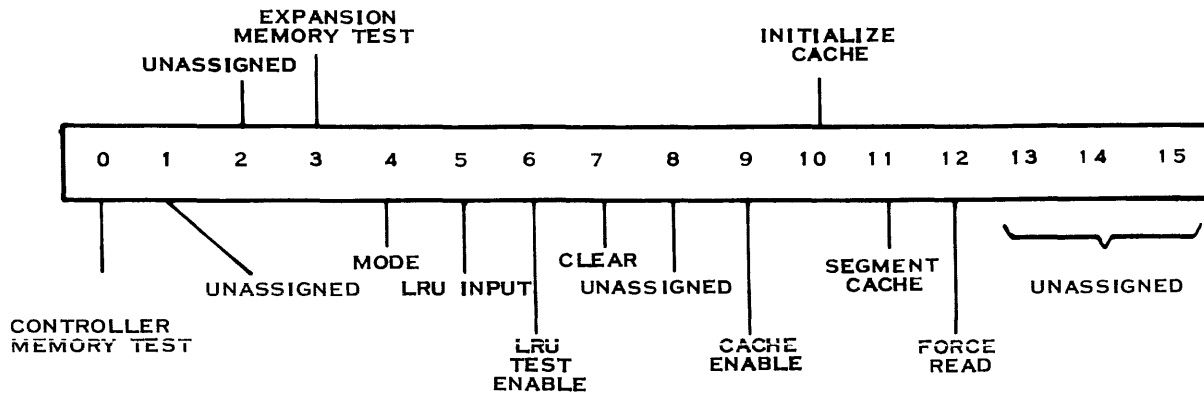 EXPANSION
MEMORY TEST
UNASSIGNED
INITIALIZE
CACHE
0 1 2 3 4 5 6 7 8 9 10 11 12 13 14 15
MODE
UNASSIGNED
LRU INPUT
CLEAR
UNASSIGNED
SEGMENT
CACHE
UNASSIGNED
CONTROLLER
MEMORY TEST
LRU
TEST
ENABLE
CACHE
ENABLE
FORCE
READ